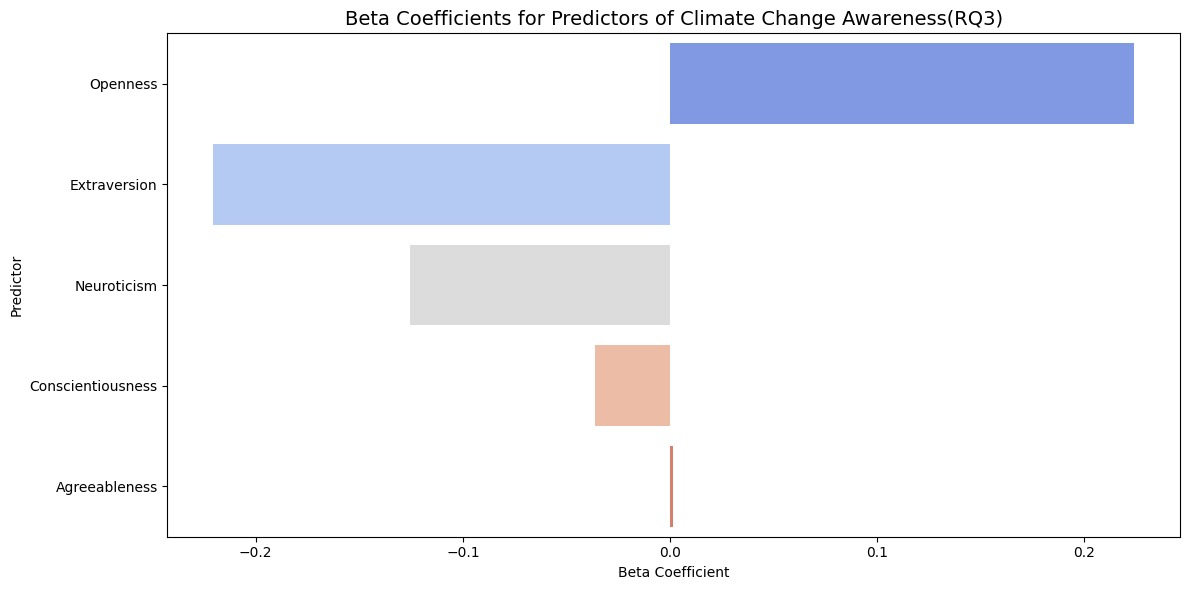 Beta Coefficients for Predictors of Climate Change Awareness(RQ3)
Predictor
Openness
Extraversion
Neuroticism
Conscientiousness
Agreeableness
−0.2
−0.1
0.0
0.1
0.2
Beta Coefficient